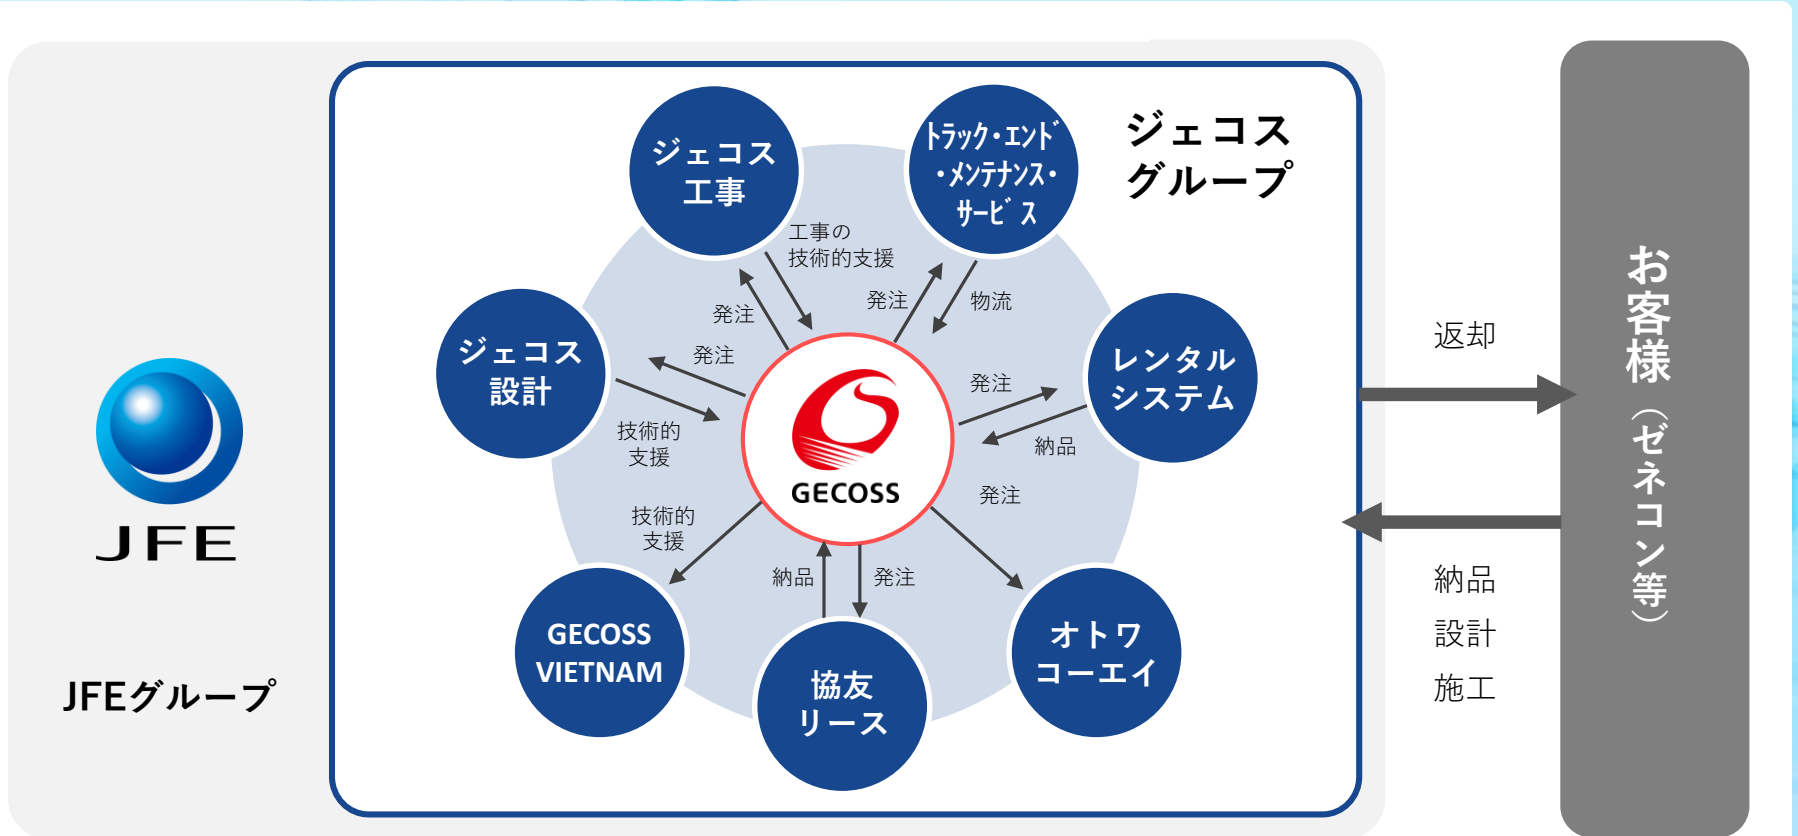 JFE
JFEグループ
ジェコス
グループ
ジェコス
工事
トラック・エンド
・メンテナンス・
サービス
工事の
技術的支援
発注
発注
物流
ジェコス
設計
発注
技術的
支援
GECOSS
レンタル
システム
発注
納品
技術的
支援
発注
納品
発注
GECOSS
VIETNAM
協友
リース
オトワ
コーエイ
返却
納品
設計
施工
お客様（ゼネコン等）